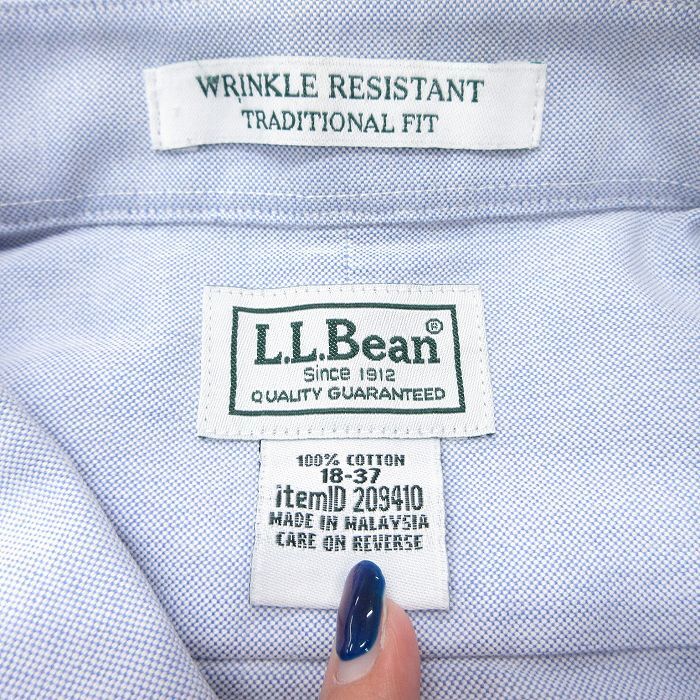 WRINKLE RESISTANT
TRADITIONAL FIT
L.L.Bean®
Since 1912
QUALITY GUARANTEED
100% COTTON
18-37
itemID 209410
MADE IN MALAYSIA
CARE ON REVERSE